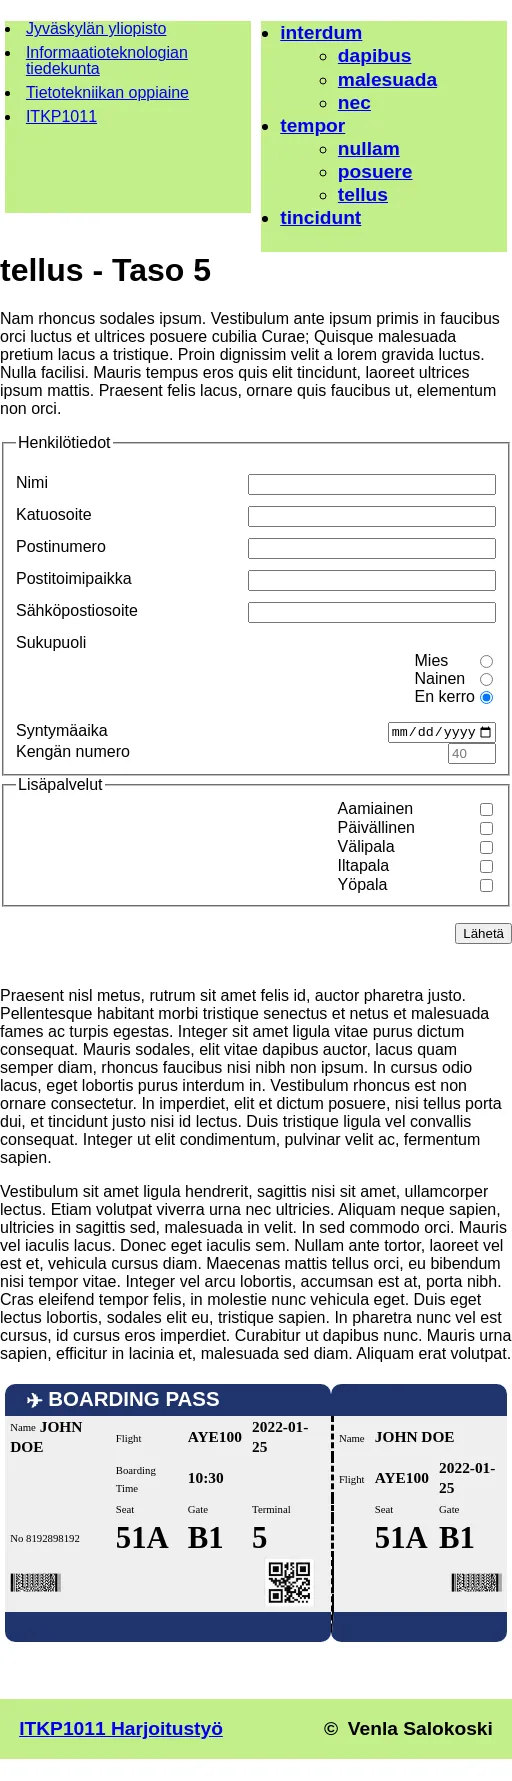 Jyväskylän yliopisto
Informaatioteknologian
tiedekunta
Tietotekniikan oppiaine
ITKP1011
interdum
dapibus
malesuada
nec
tempor
nullam
posuere
tellus
tincidunt
tellus - Taso 5
Nam rhoncus sodales ipsum. Vestibulum ante ipsum primis in faucibus
orci luctus et ultrices posuere cubilia Curae; Quisque malesuada
pretium lacus a tristique. Proin dignissim velit a lorem gravida luctus.
Nulla facilisi. Mauris tempus eros quis elit tincidunt, laoreet ultrices
ipsum mattis. Praesent felis lacus, ornare quis faucibus ut, elementum
non orci.
Henkilötiedot
Nimi
Katuosoite
Postinumero
Postitoimipaikka
Sähköpostiosoite
Sukupuoli
Mies
Nainen
En kerro
Syntymäaika mm/dd/yyyy
Kengän numero 40
Lisäpalvelut
Aamiainen
Päivällinen
Välipala
Iltapala
Yöpala
Lähetä
Praesent nisl metus, rutrum sit amet felis id, auctor pharetra justo.
Pellentesque habitant morbi tristique senectus et netus et malesuada
fames ac turpis egestas. Integer sit amet ligula vitae purus dictum
consequat. Mauris sodales, elit vitae dapibus auctor, lacus quam
semper diam, rhoncus faucibus nisi nibh non ipsum. In cursus odio
lacus, eget lobortis purus interdum in. Vestibulum rhoncus est non
ornare consectetur. In imperdiet, elit et dictum posuere, nisi tellus porta
dui, et tincidunt justo nisi id lectus. Duis tristique ligula vel convallis
consequat. Integer ut elit condimentum, pulvinar velit ac, fermentum
sapien.
Vestibulum sit amet ligula hendrerit, sagittis nisi sit amet, ullamcorper
lectus. Etiam volutpat viverra urna nec ultricies. Aliquam neque sapien,
ultricies in sagittis sed, malesuada in velit. In sed commodo orci. Mauris
vel iaculis lacus. Donec eget iaculis sem. Nullam ante tortor, laoreet vel
est et, vehicula cursus diam. Maecenas mattis tellus orci, eu bibendum
nisi tempor vitae. Integer vel arcu lobortis, accumsan est at, porta nibh.
Cras eleifend tempor felis, in molestie nunc vehicula eget. Duis eget
lectus lobortis, sodales elit eu, tristique sapien. In pharetra nunc vel est
cursus, id cursus eros imperdiet. Curabitur ut dapibus nunc. Mauris urna
sapien, efficitur in lacinia et, malesuada sed diam. Aliquam erat volutpat.
✈ BOARDING PASS
Name JOHN
DOE
Flight AYE100 2022-01-
25
Boarding
Time 10:30
Seat Gate Terminal
No 8192898192 51A B1 5
Name JOHN DOE
Flight AYE100 2022-01-
25
Seat Gate
51A B1
ITKP1011 Harjoitustyö
© Venla Salokoski